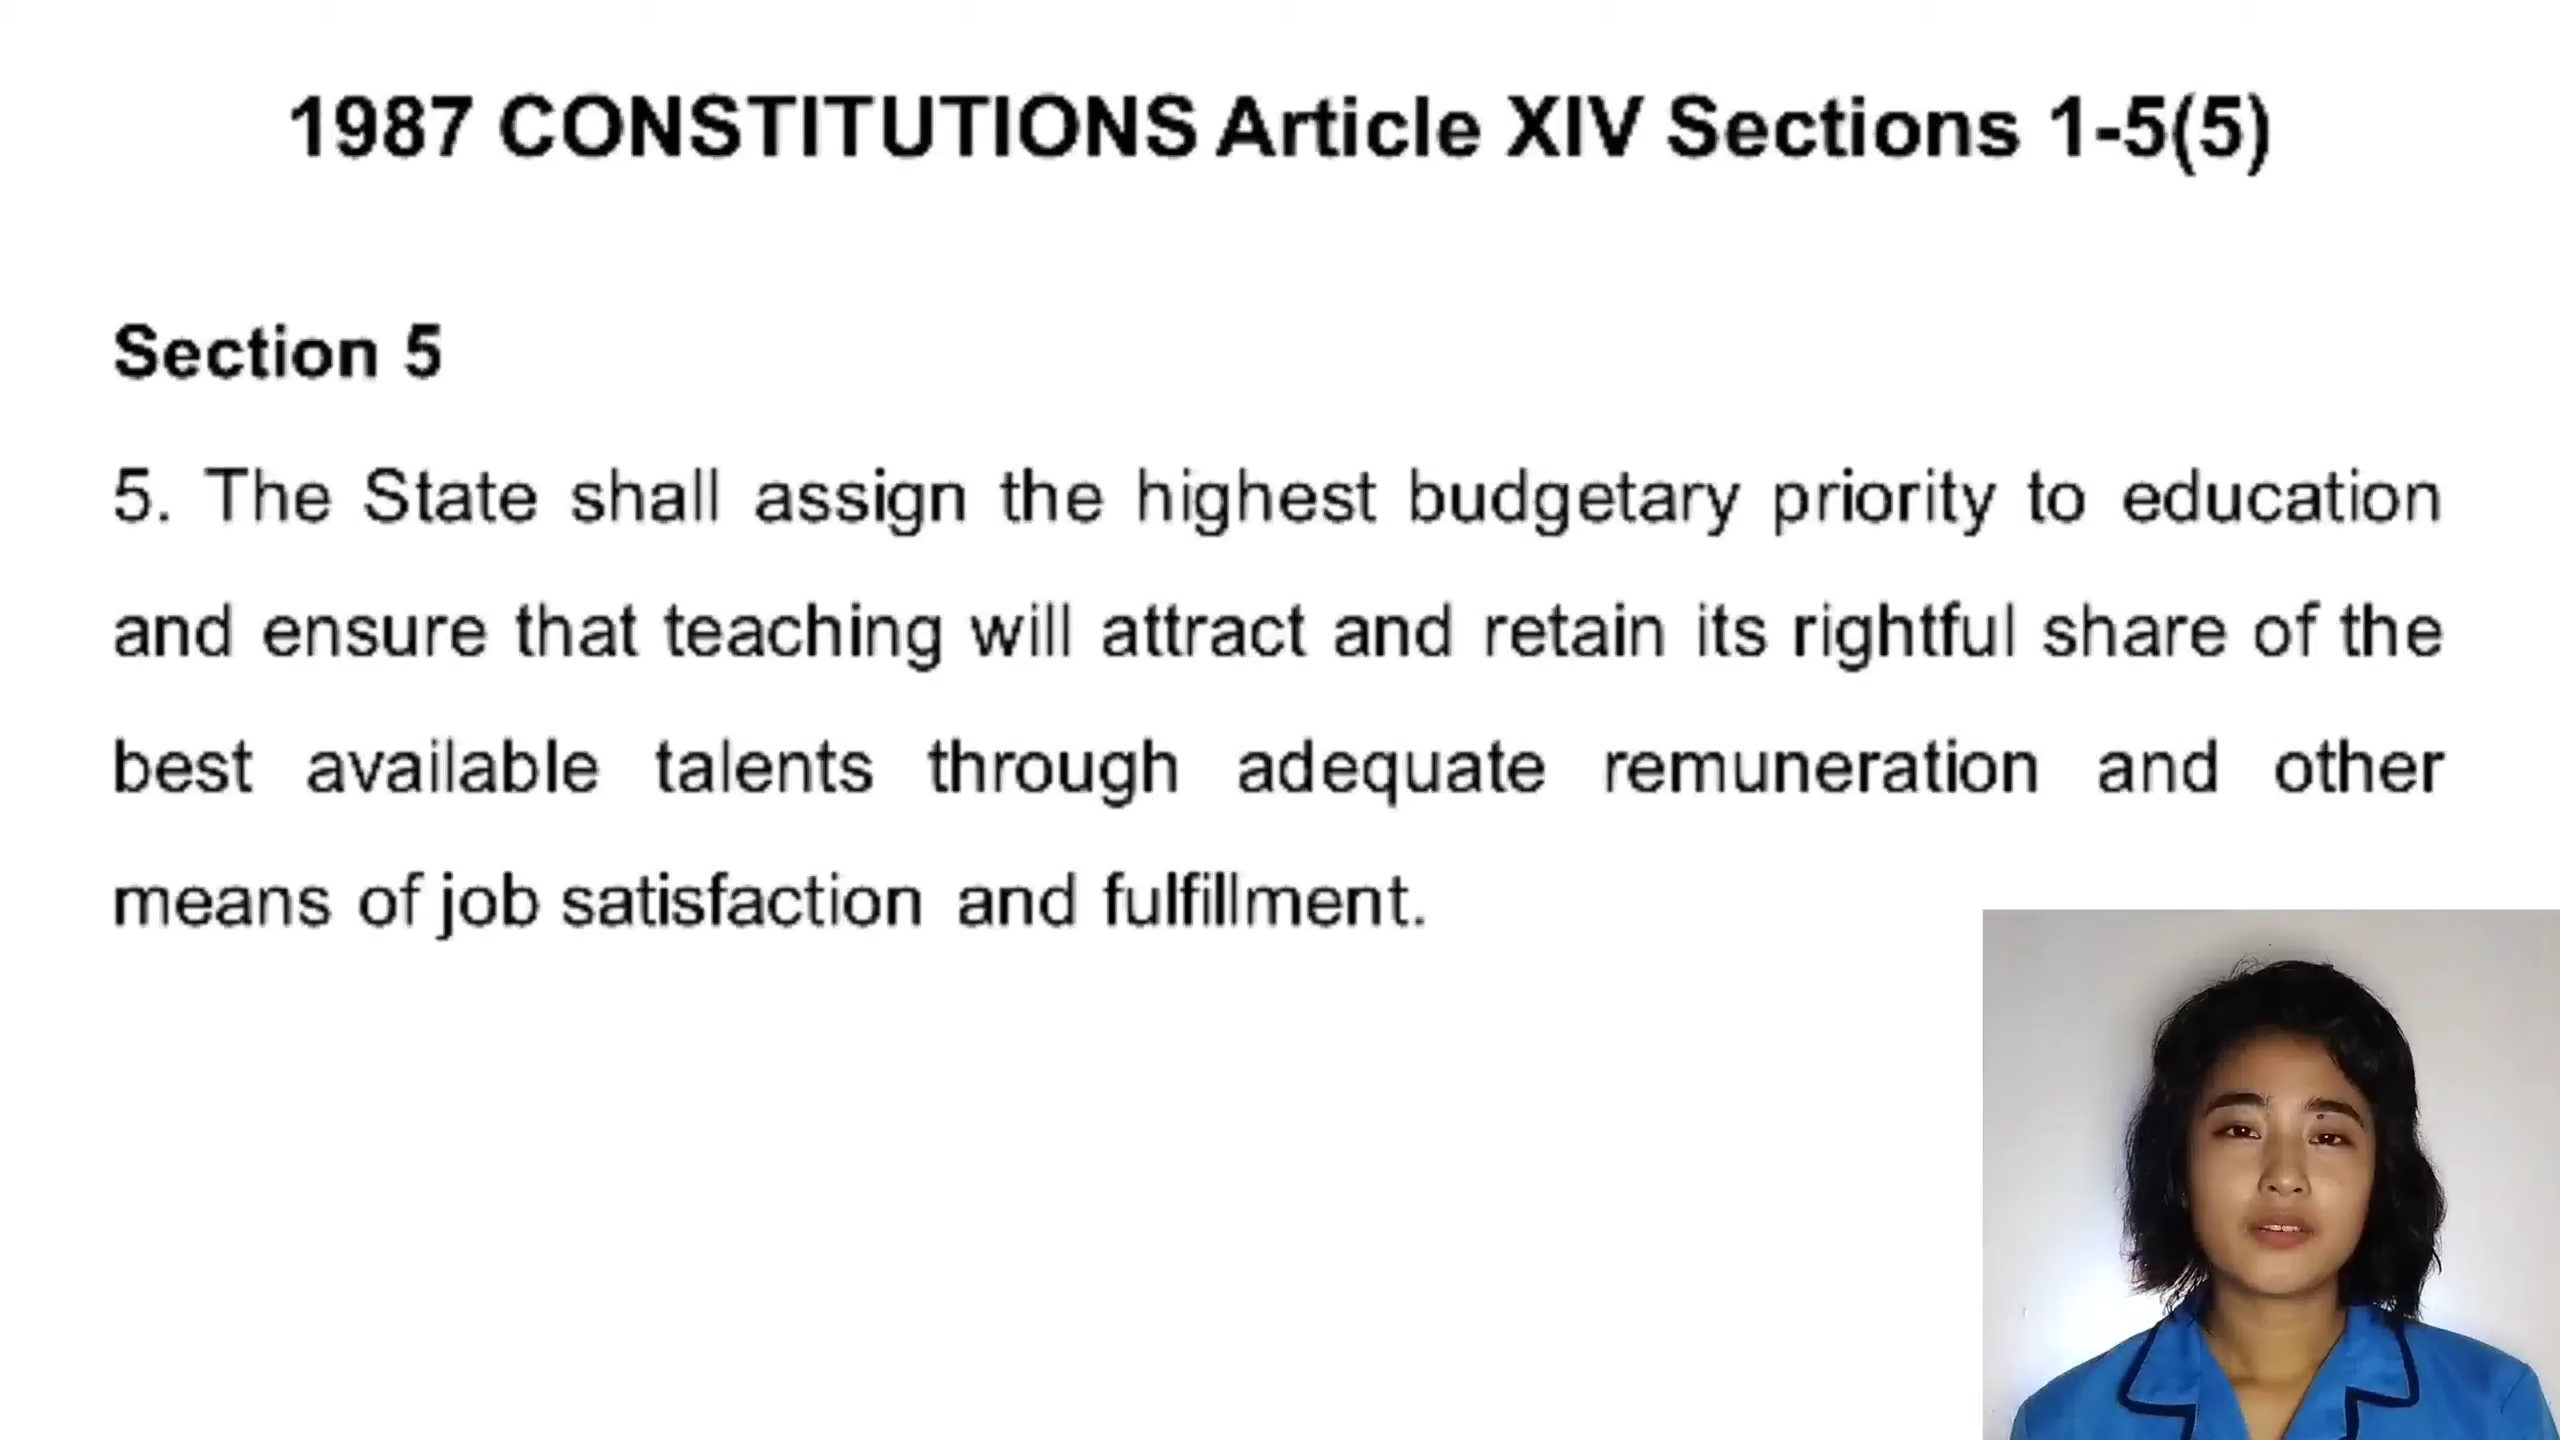 1987 CONSTITUTIONS Article XIV Sections 1-5(5)
Section 5
5. The State shall assign the highest budgetary priority to education
and ensure that teaching will attract and retain its rightful share of the
best available talents through adequate remuneration and other
means of job satisfaction and fulfillment.